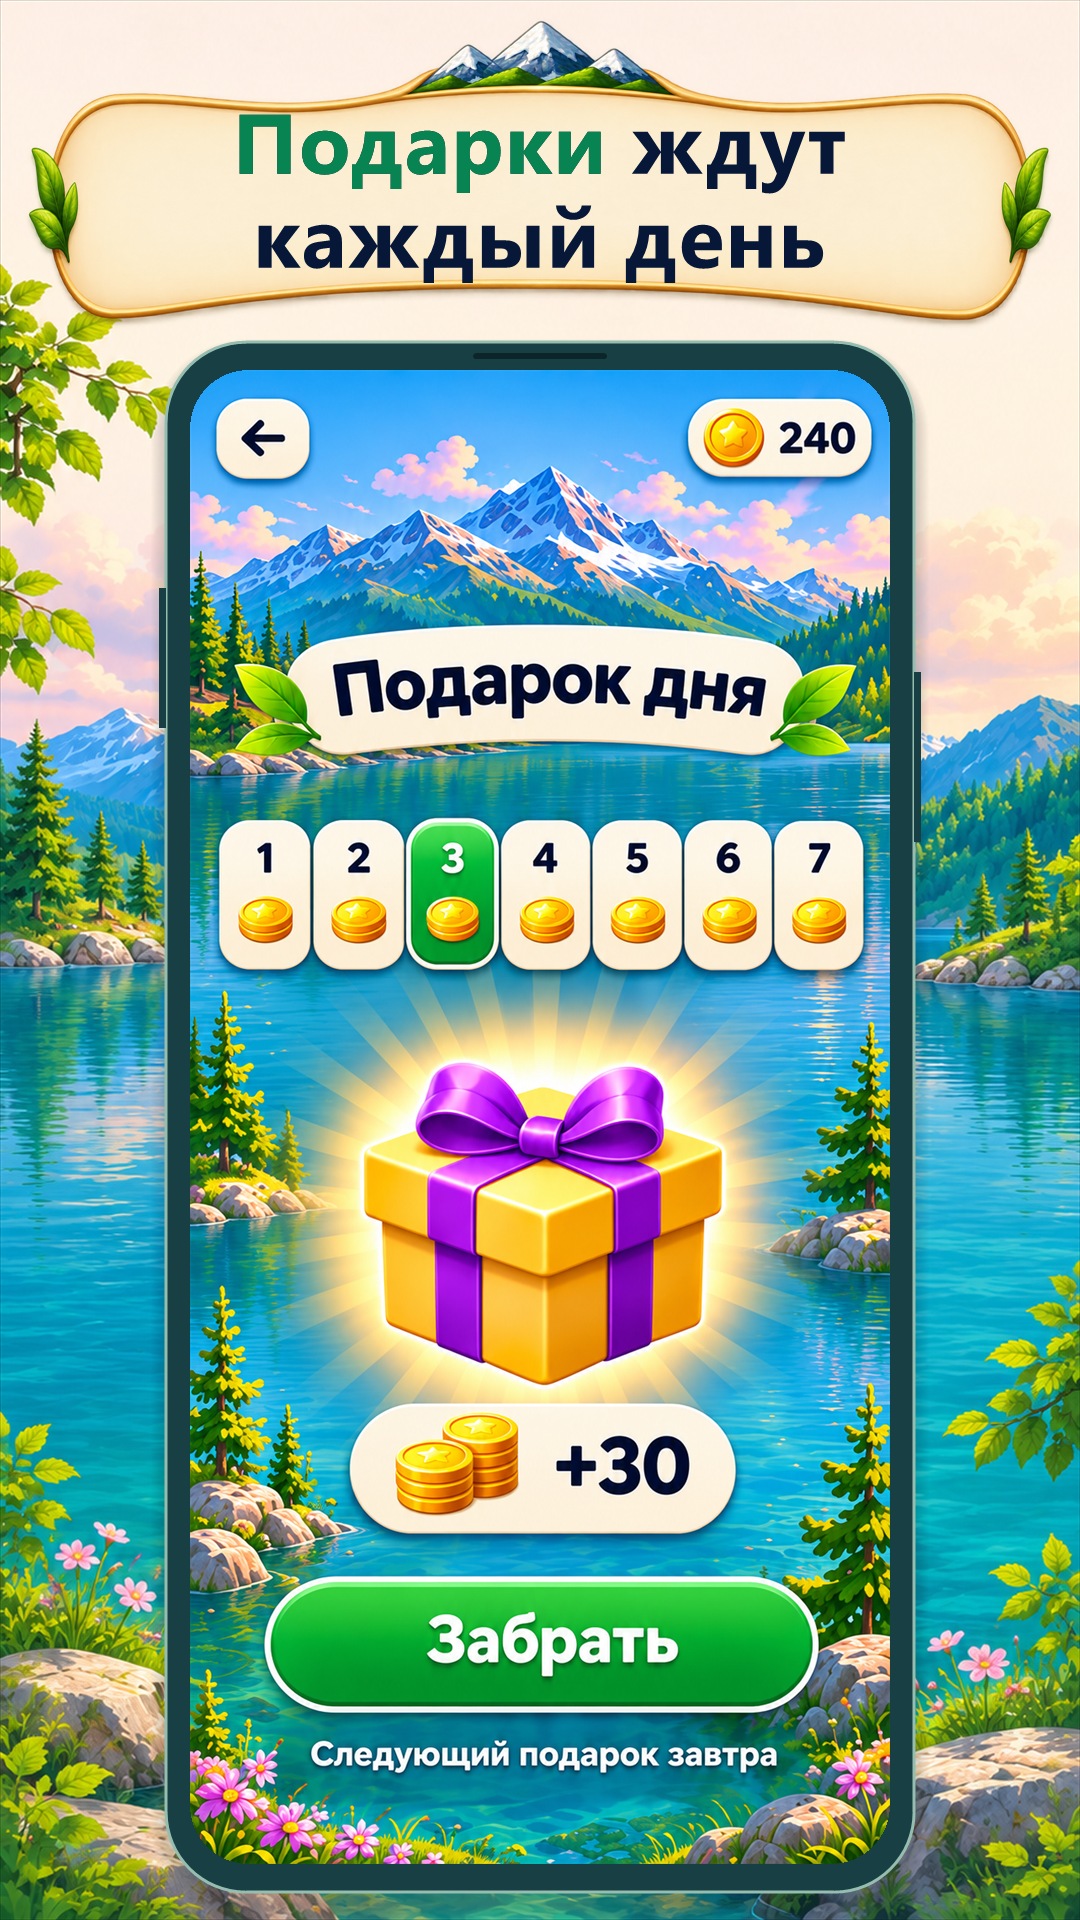 Подарки ждут
каждый день
240
Подарок дня
1 2 3 4 5 6 7
+30
Забрать
Следующий подарок завтра